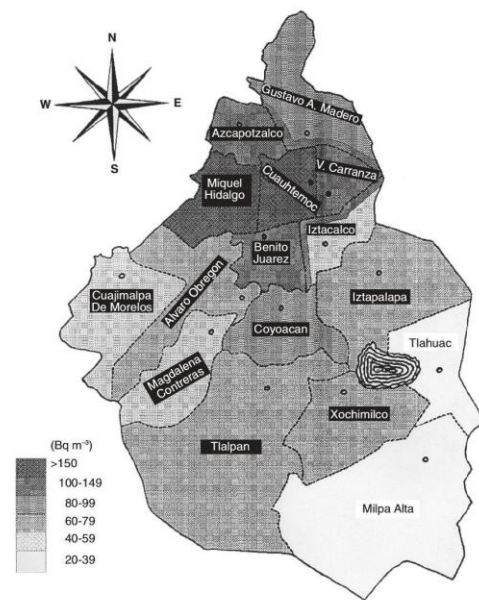 N
W
E
S
Gustavo A. Madero
Azcapotzalco
V. Carranza
Cuauhtemoc
Miquel
Hidalgo
Iztacalco
Benito
Juarez
Cuajimalpa
De Morelos
Alvaro Obregon
Iztapalapa
Coyoacan
Tlahuac
Magdalena
Contreras
Xochimilco
Tlalpan
Milpa Alta
(Bq m⁻³)
>150
100-149
80-99
60-79
40-59
20-39